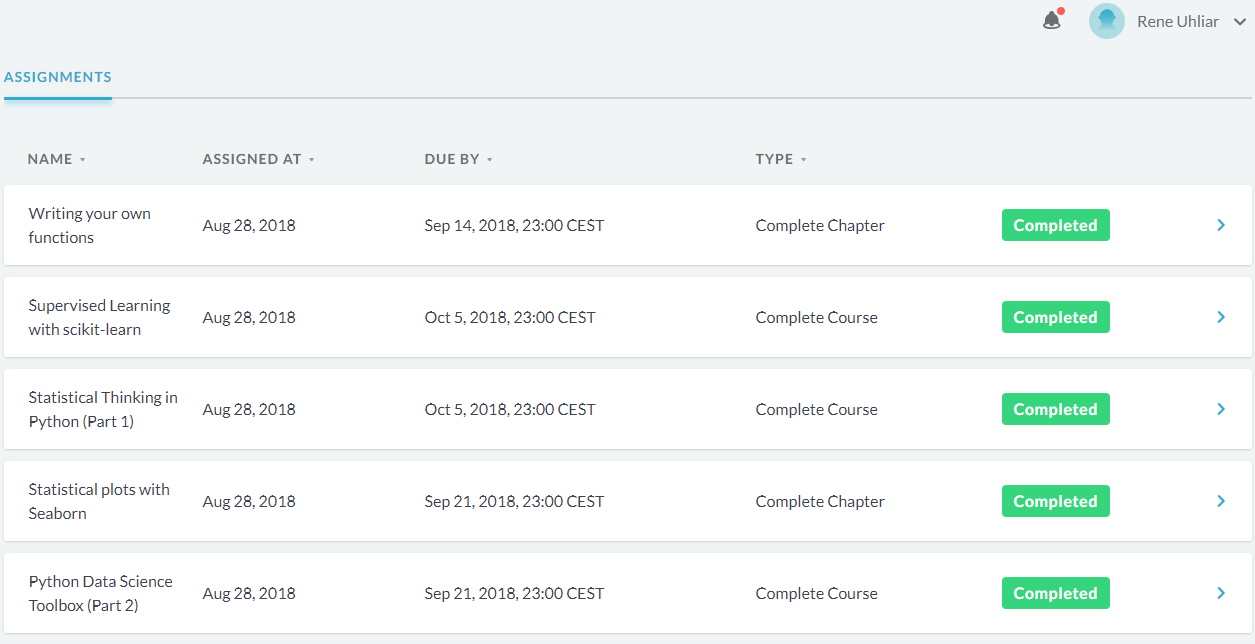 Rene Uhliar
ASSIGNMENTS
NAME ASSIGNED AT DUE BY TYPE
Writing your own
functions
Aug 28, 2018 Sep 14, 2018, 23:00 CEST Complete Chapter Completed
Supervised Learning
with scikit-learn
Aug 28, 2018 Oct 5, 2018, 23:00 CEST Complete Course Completed
Statistical Thinking in
Python (Part 1)
Aug 28, 2018 Oct 5, 2018, 23:00 CEST Complete Course Completed
Statistical plots with
Seaborn
Aug 28, 2018 Sep 21, 2018, 23:00 CEST Complete Chapter Completed
Python Data Science
Toolbox (Part 2)
Aug 28, 2018 Sep 21, 2018, 23:00 CEST Complete Course Completed